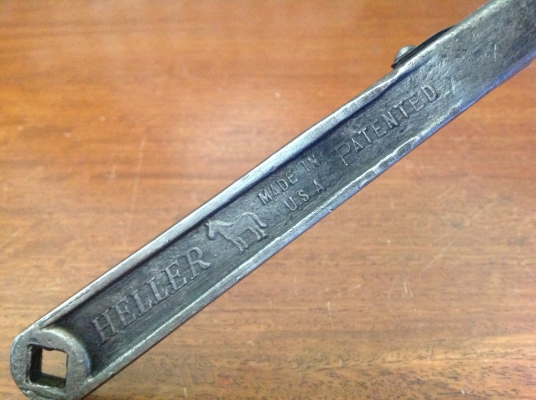 HELLER
MADE IN
U.S.A
PATENTED